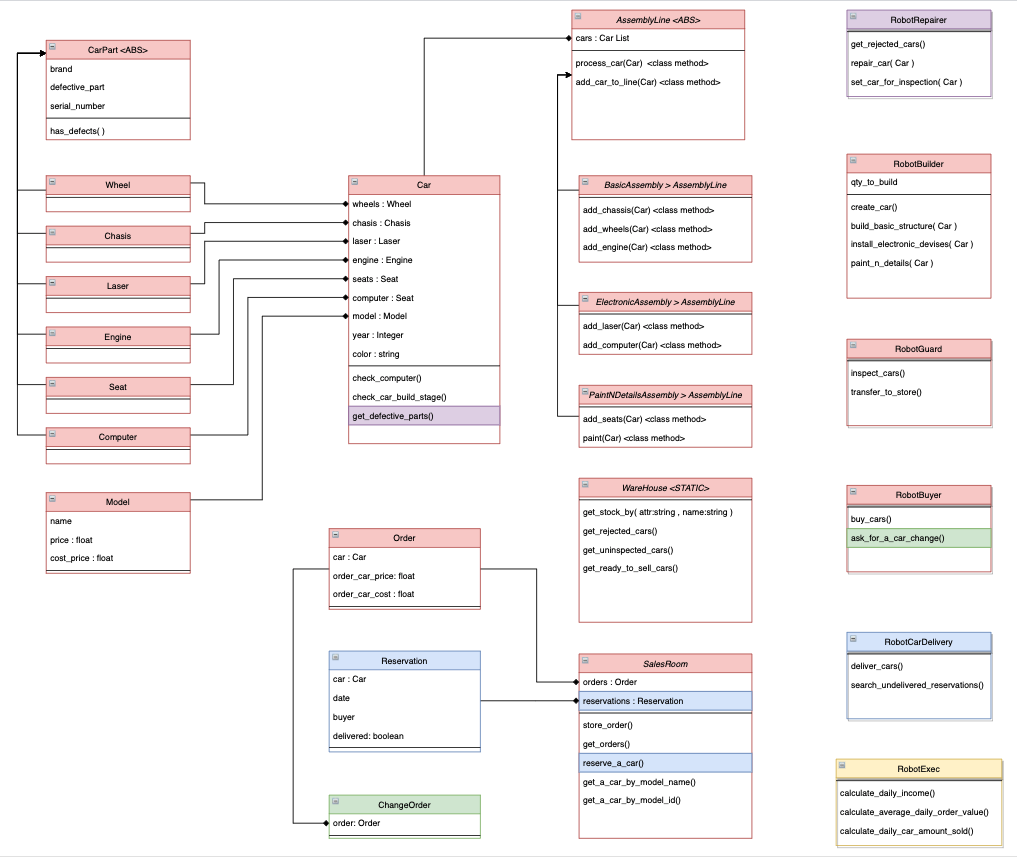 CarPart <ABS>
brand
defective_part
serial_number
has_defects( )
Wheel
Chasis
Laser
Engine
Seat
Computer
Model
name
price : float
cost_price : float
Car
wheels : Wheel
chasis : Chasis
laser : Laser
engine : Engine
seats : Seat
computer : Seat
model : Model
year : Integer
color : string
check_computer()
check_car_build_stage()
get_defective_parts()
Order
car : Car
order_car_price: float
order_car_cost : float
Reservation
car : Car
date
buyer
delivered: boolean
ChangeOrder
order: Order
AssemblyLine <ABS>
cars : Car List
process_car(Car) <class method>
add_car_to_line(Car) <class method>
BasicAssembly > AssemblyLine
add_chassis(Car) <class method>
add_wheels(Car) <class method>
add_engine(Car) <class method>
ElectronicAssembly > AssemblyLine
add_laser(Car) <class method>
add_computer(Car) <class method>
PaintNDetailsAssembly > AssemblyLine
add_seats(Car) <class method>
paint(Car) <class method>
WareHouse <STATIC>
get_stock_by( attr:string , name:string )
get_rejected_cars()
get_uninspected_cars()
get_ready_to_sell_cars()
SalesRoom
orders : Order
reservations : Reservation
store_order()
get_orders()
reserve_a_car()
get_a_car_by_model_name()
get_a_car_by_model_id()
RobotRepairer
get_rejected_cars()
repair_car( Car )
set_car_for_inspection( Car )
RobotBuilder
qty_to_build
create_car()
build_basic_structure( Car )
install_electronic_devises( Car )
paint_n_details( Car )
RobotGuard
inspect_cars()
transfer_to_store()
RobotBuyer
buy_cars()
ask_for_a_car_change()
RobotCarDelivery
deliver_cars()
search_undelivered_reservations()
RobotExec
calculate_daily_income()
calculate_average_daily_order_value()
calculate_daily_car_amount_sold()